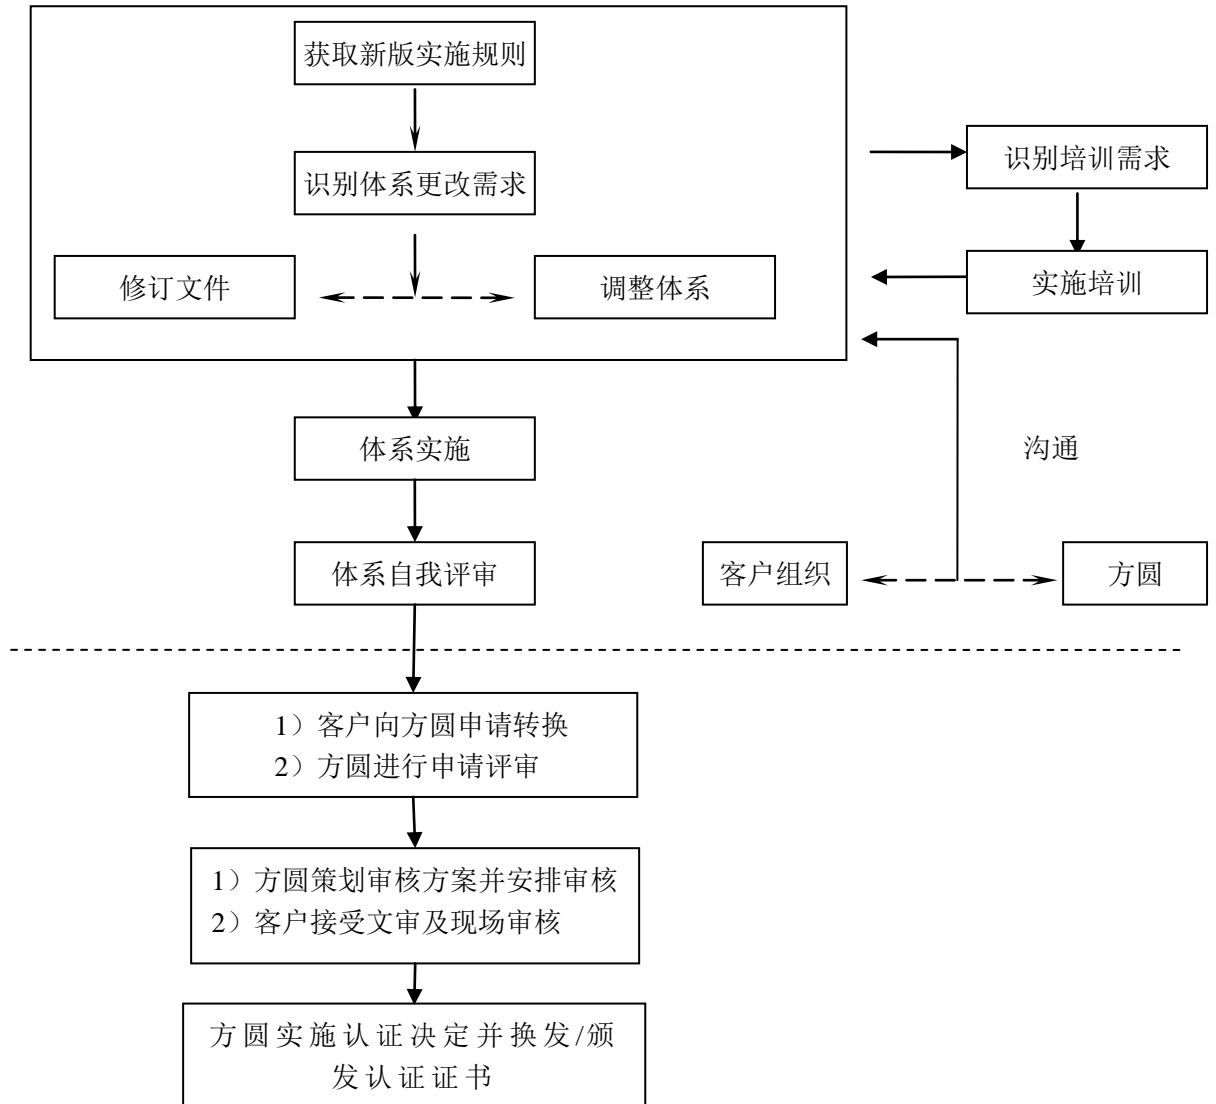 获取新版实施规则
识别体系更改需求
识别培训需求
修订文件
调整体系
实施培训
体系实施
沟通
体系自我评审
客户组织
方圆
1）客户向方圆申请转换
2）方圆进行申请评审
1）方圆策划审核方案并安排审核
2）客户接受文审及现场审核
方圆实施认证决定并换发/颁
发认证证书